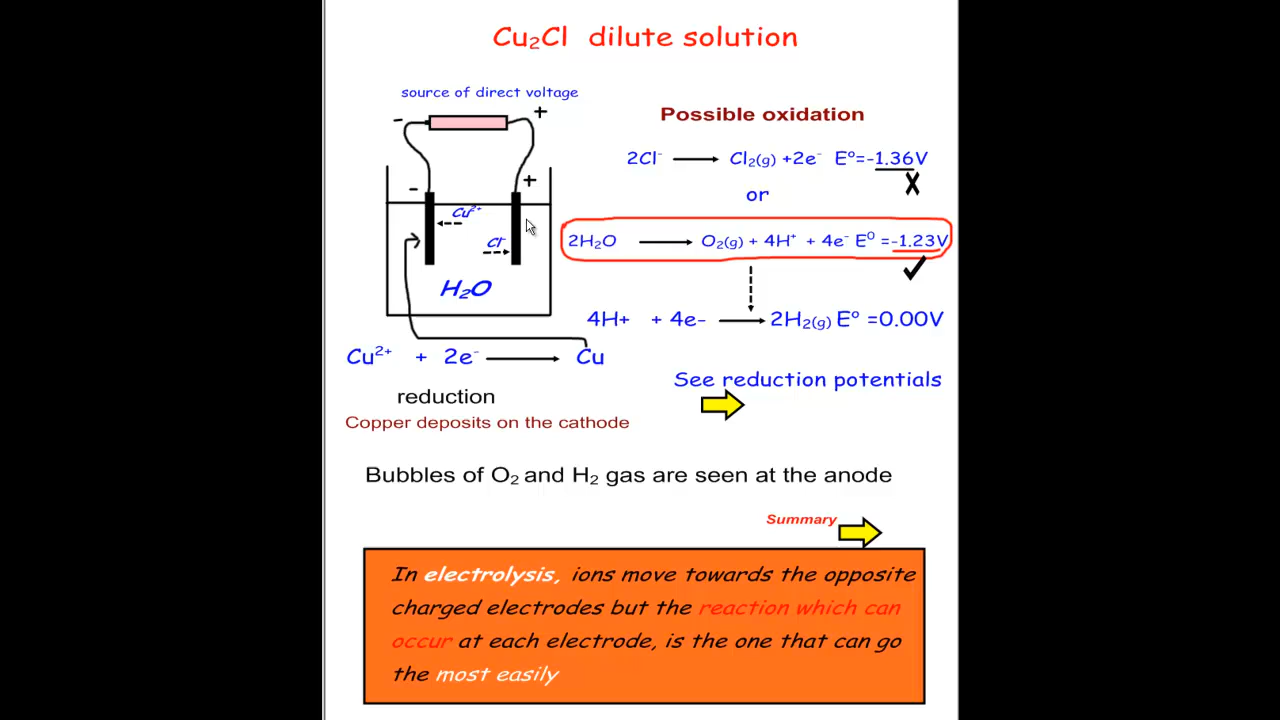 Cu₂Cl dilute solution
source of direct voltage
- +
Possible oxidation
2Cl⁻ → Cl₂(g) +2e⁻ Eº=-1.36V
or
- +
Cu²⁺
Cl⁻
H₂O
2H₂O → O₂(g) + 4H⁺ + 4e⁻ E⁰ =-1.23V
4H+ + 4e- → 2H₂(g) Eº =0.00V
Cu²⁺ + 2e⁻ → Cu
See reduction potentials
reduction
Copper deposits on the cathode
Bubbles of O₂ and H₂ gas are seen at the anode
Summary
In electrolysis, ions move towards the opposite
charged electrodes but the reaction which can
occur at each electrode, is the one that can go
the most easily